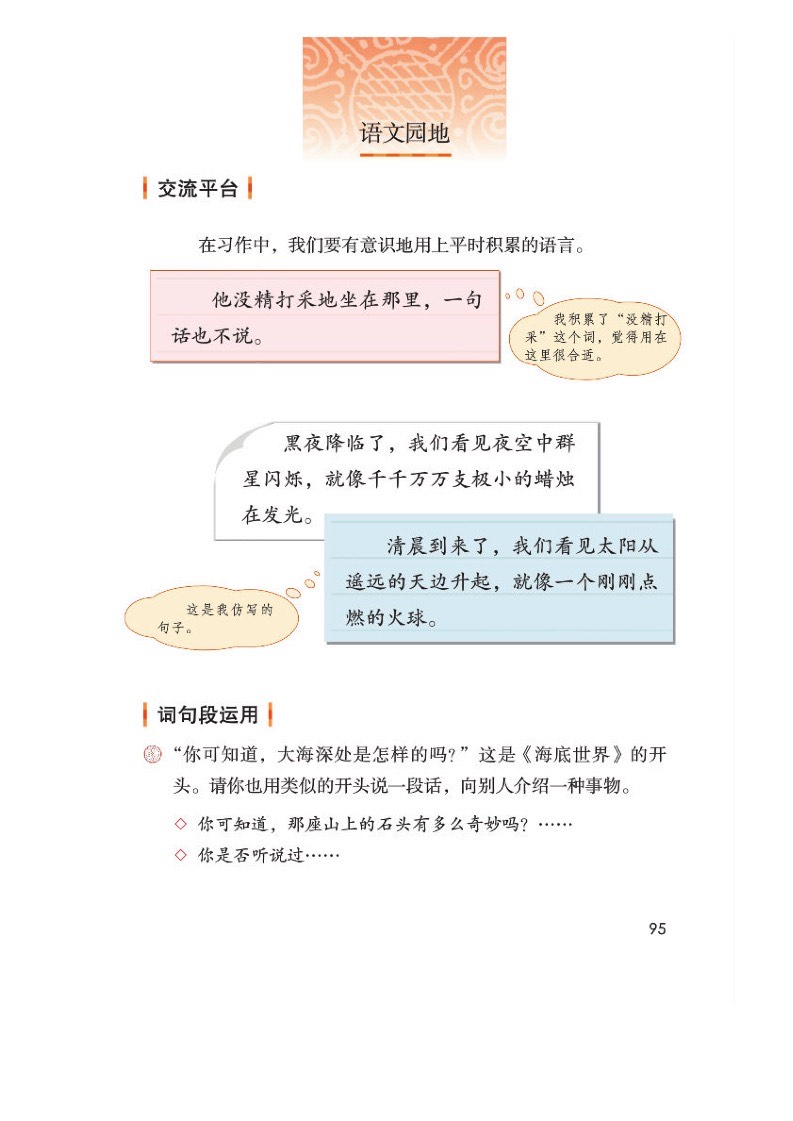 语文园地
交流平台
在习作中，我们要有意识地用上平时积累的语言。
他没精打采地坐在那里，一句
话也不说。
我积累了“没精打
采”这个词，觉得用在
这里很合适。
黑夜降临了，我们看见夜空中群
星闪烁，就像千千万万支极小的蜡烛
在发光。
清晨到来了，我们看见太阳从
遥远的天边升起，就像一个刚刚点
燃的火球。
这是我仿写的
句子。
词句段运用
“你可知道，大海深处是怎样的吗？”这是《海底世界》的开
头。请你也用类似的开头说一段话，向别人介绍一种事物。
◇ 你可知道，那座山上的石头有多么奇妙吗？……
◇ 你是否听说过……
95